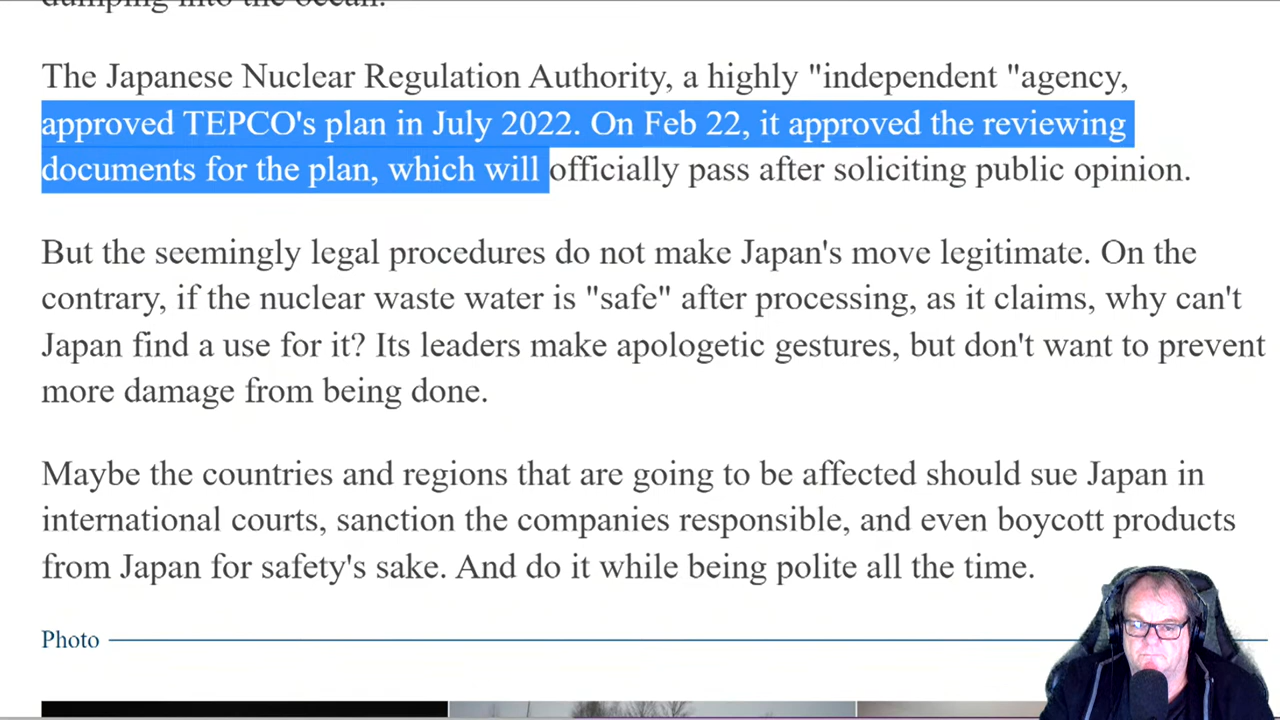 dumping into the ocean.
The Japanese Nuclear Regulation Authority, a highly "independent "agency,
approved TEPCO's plan in July 2022. On Feb 22, it approved the reviewing
documents for the plan, which will officially pass after soliciting public opinion.
But the seemingly legal procedures do not make Japan's move legitimate. On the
contrary, if the nuclear waste water is "safe" after processing, as it claims, why can't
Japan find a use for it? Its leaders make apologetic gestures, but don't want to prevent
more damage from being done.
Maybe the countries and regions that are going to be affected should sue Japan in
international courts, sanction the companies responsible, and even boycott products
from Japan for safety's sake. And do it while being polite all the time.
Photo